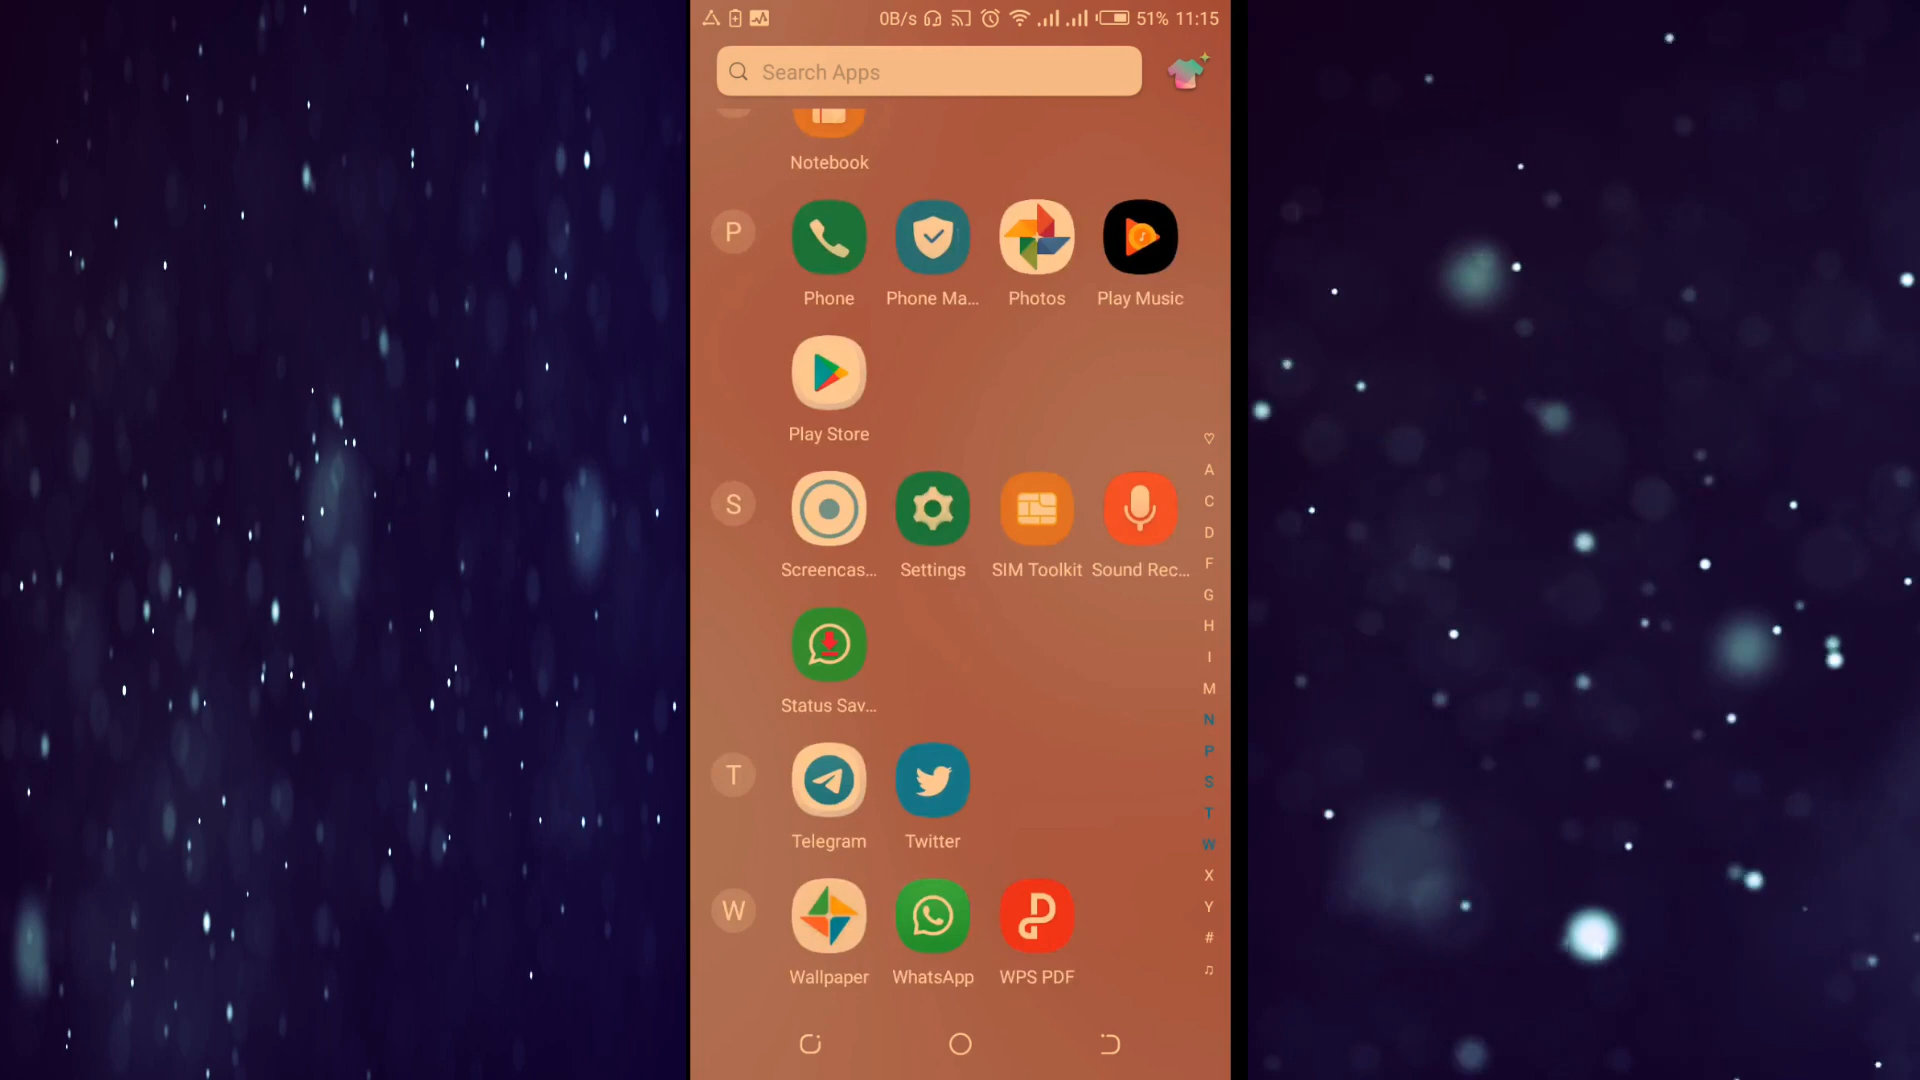 0B/s 51% 11:15
Search Apps
Notebook
P
Phone Phone Ma... Photos Play Music
Play Store
S
Screencas... Settings SIM Toolkit Sound Rec...
Status Sav...
T
Telegram Twitter
W
Wallpaper WhatsApp WPS PDF
A
C
D
F
G
H
I
M
N
P
S
T
W
X
Y
#